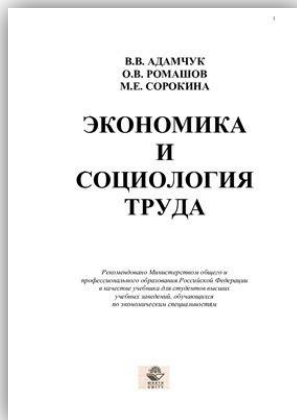 1
В.В. АДАМЧУК
О.В. РОМАШОВ
М.Е. СОРОКИНА
ЭКОНОМИКА
И
СОЦИОЛОГИЯ
ТРУДА
Рекомендовано Министерством общего и
профессионального образования Российской Федерации
в качестве учебника для студентов высших
учебных заведений, обучающихся
по экономическим специальностям